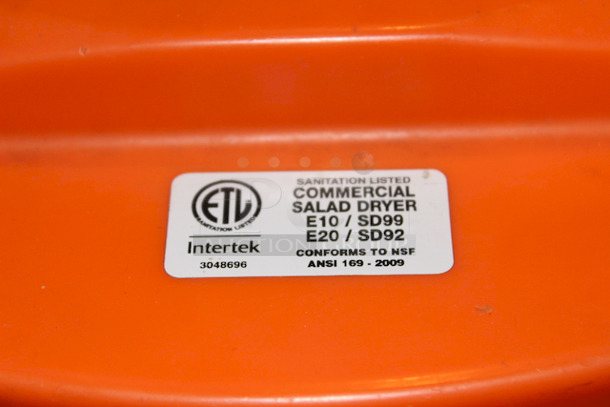 ETL
SANITATION LISTED
Intertek
3048696
SANITATION LISTED
COMMERCIAL
SALAD DRYER
E10 / SD99
E20 / SD92
CONFORMS TO NSF
ANSI 169 - 2009